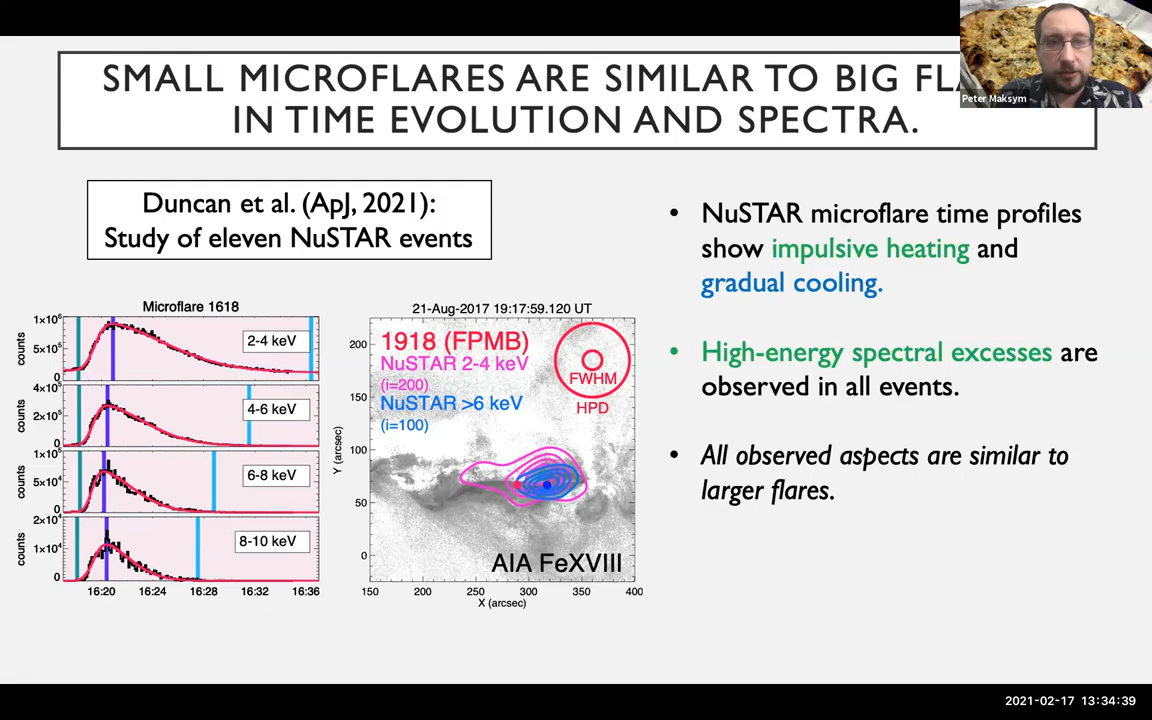 SMALL MICROFLARES ARE SIMILAR TO BIG
IN TIME EVOLUTION AND SPECTRA.
Peter Maksym
Duncan et al. (ApJ, 2021):
Study of eleven NuSTAR events
• NuSTAR microflare time profiles
show impulsive heating and
gradual cooling.
• High-energy spectral excesses are
observed in all events.
• All observed aspects are similar to
larger flares.
Microflare 1618
1×10⁶
5×10⁵
0
counts
2-4 keV
4×10⁵
2×10⁵
0
counts
4-6 keV
1×10⁵
5×10⁴
0
counts
6-8 keV
2×10⁴
1×10⁴
0
counts
8-10 keV
16:20 16:24 16:28 16:32 16:36
21-Aug-2017 19:17:59.120 UT
1918 (FPMB)
NuSTAR 2-4 keV
(i=200)
NuSTAR >6 keV
(i=100)
FWHM
HPD
AIA FeXVIII
200
150
100
50
0
Y (arcsec)
150 200 250 300 350 400
X (arcsec)
2021-02-17 13:34:39